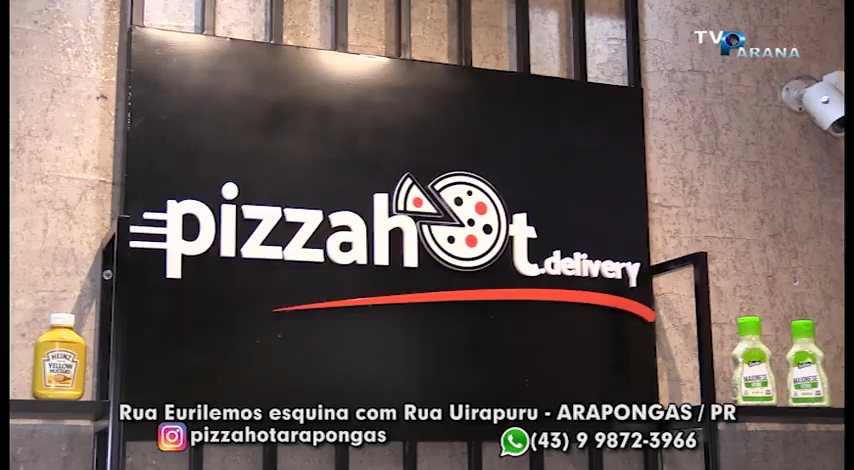 TV PARANA
pizzahot.delivery
HEINZ
YELLOW
MUSTARD
MAIONESE
MAIONESE
Rua Eurilemos esquina com Rua Uirapuru - ARAPONGAS / PR
pizzahotarapongas
(43) 9 9872-3966